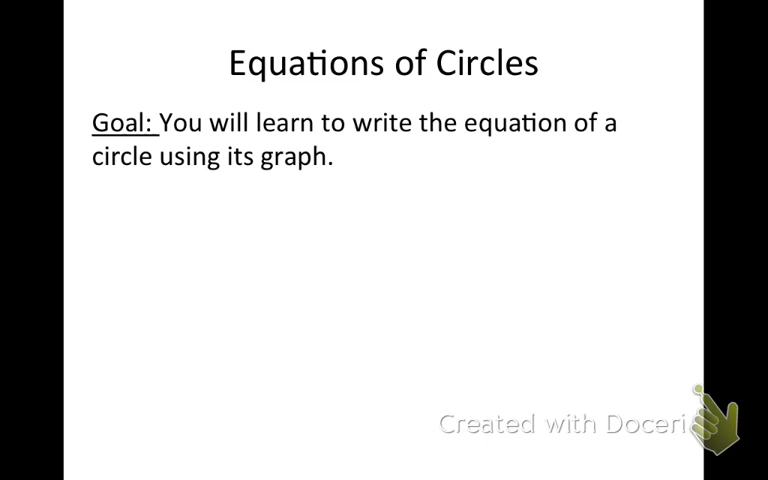 Equations of Circles
Goal: You will learn to write the equation of a
circle using its graph.
Created with Doceri